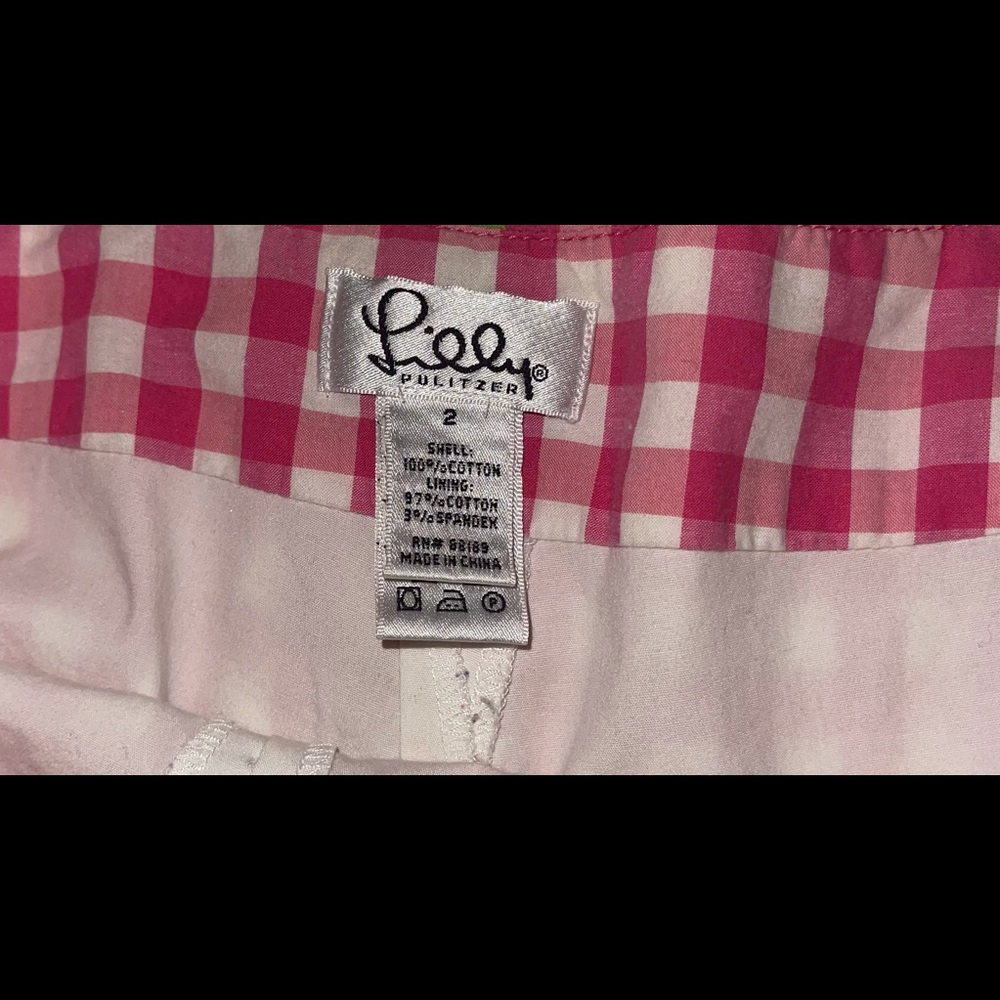 Lilly®
PULITZER
2
SHELL:
100%COTTON
LINING:
97%COTTON
3%SPANDEX
RN# 68189
MADE IN CHINA
P